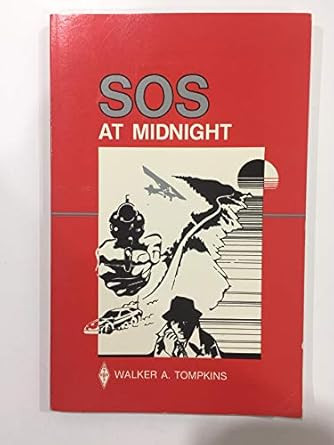 SOS
AT MIDNIGHT
WALKER A. TOMPKINS